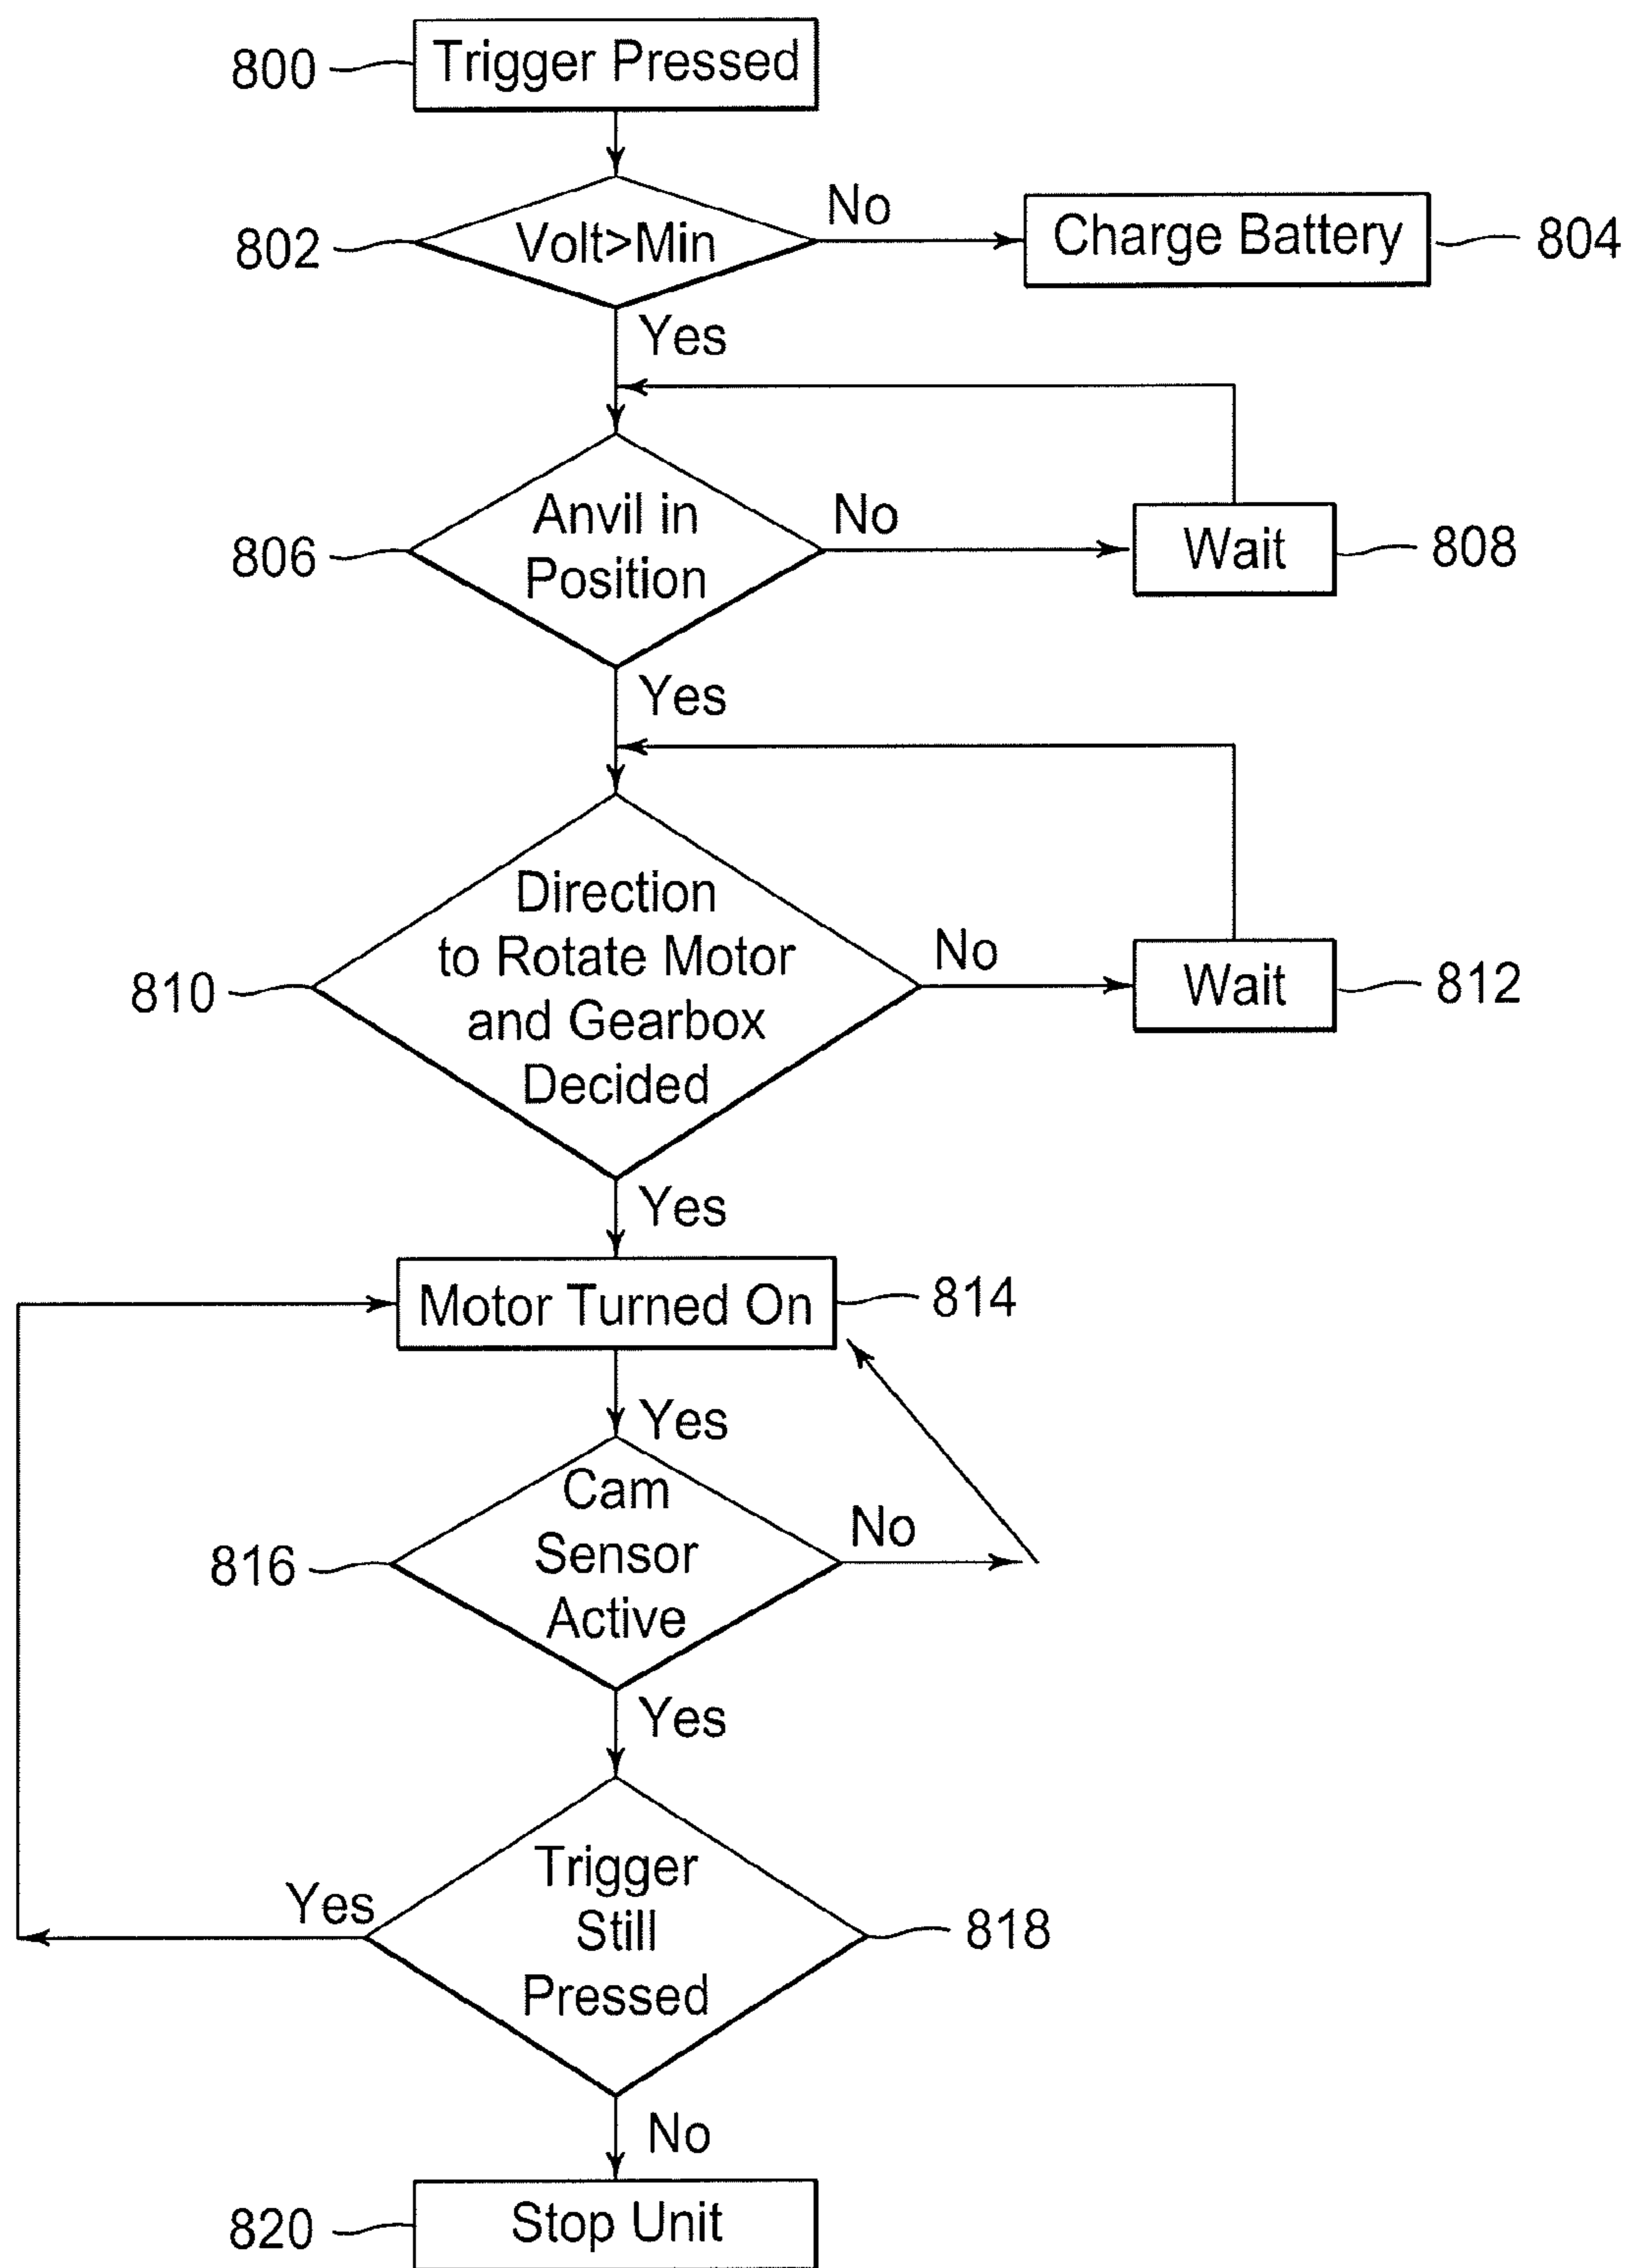 800
Trigger Pressed
802
Volt>Min
No
Charge Battery
804
Yes
806
Anvil in
Position
No
Wait
808
Yes
810
Direction
to Rotate Motor
and Gearbox
Decided
No
Wait
812
Yes
Motor Turned On
814
Yes
816
Cam
Sensor
Active
No
Yes
Yes
Trigger
Still
Pressed
818
No
820
Stop Unit